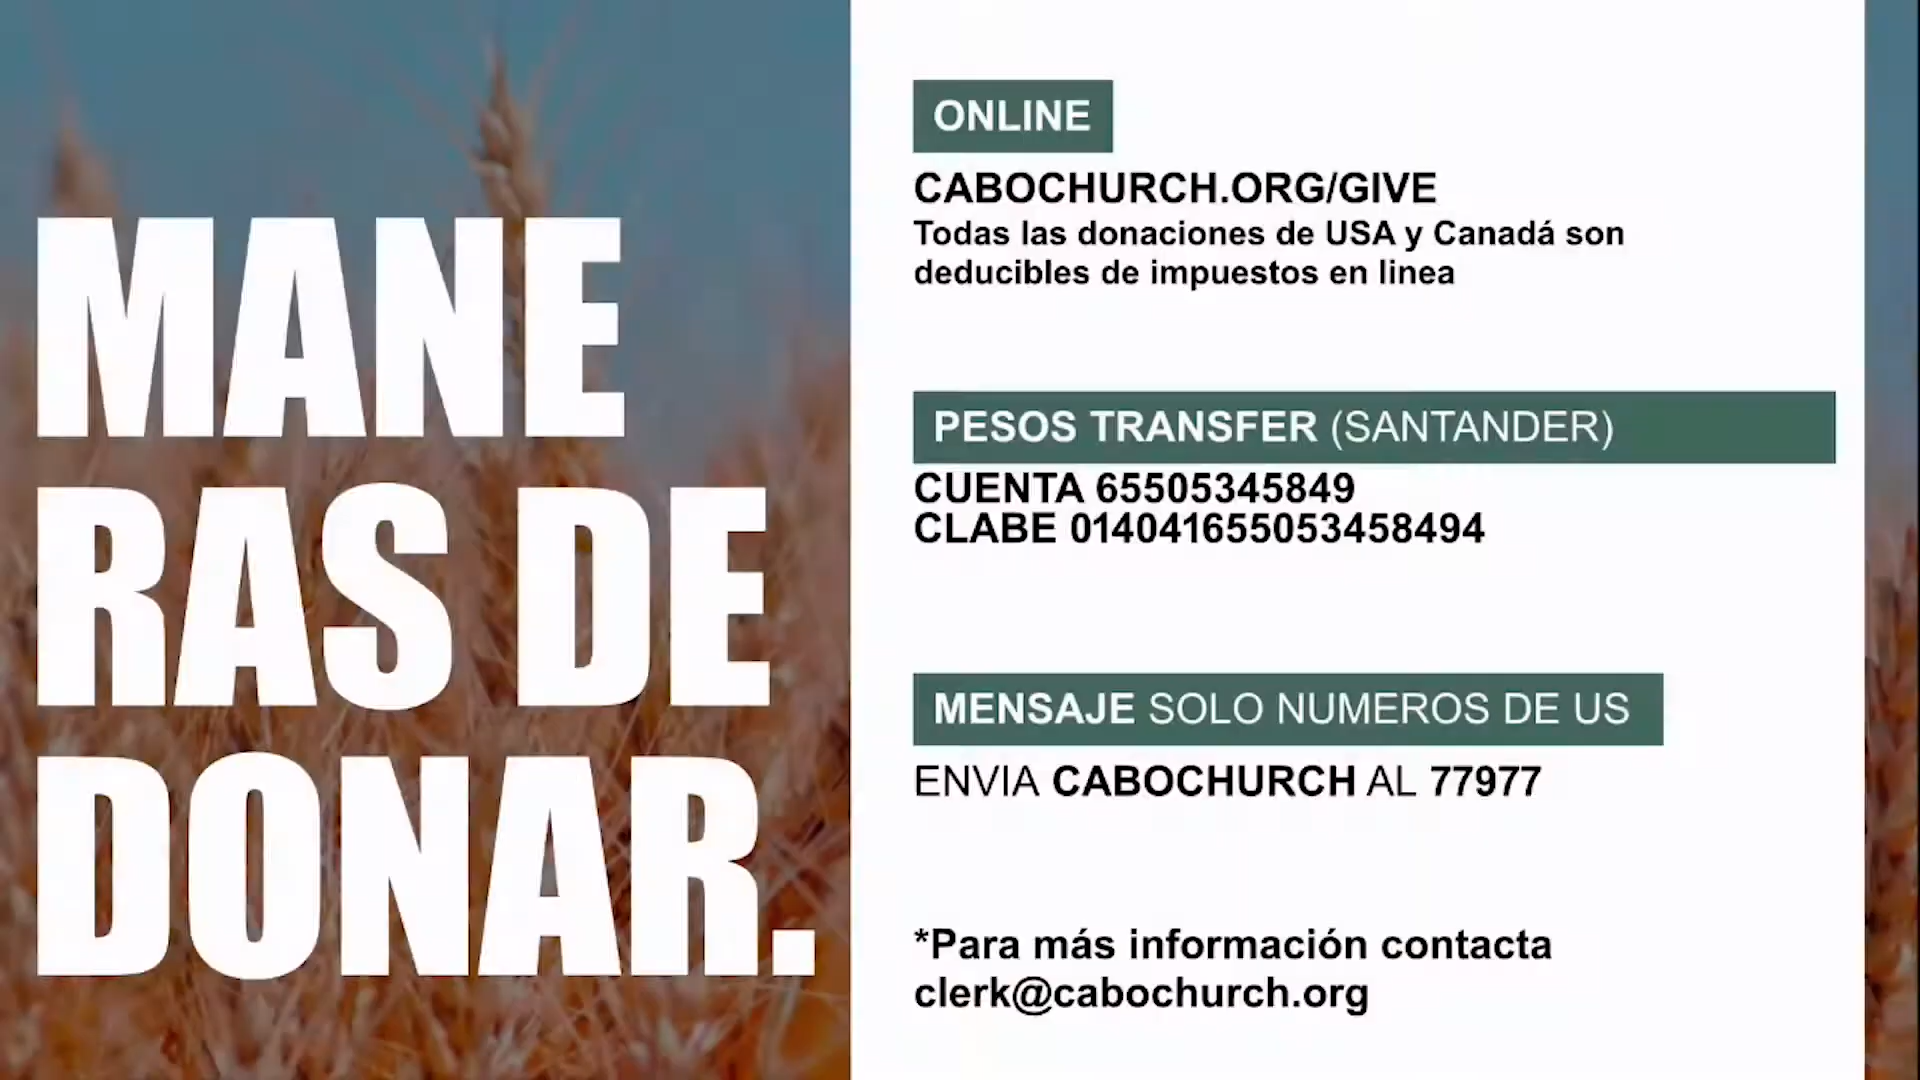 MANE
RAS DE
DONAR.
ONLINE
CABOCHURCH.ORG/GIVE
Todas las donaciones de USA y Canadá son
deducibles de impuestos en linea
PESOS TRANSFER (SANTANDER)
CUENTA 65505345849
CLABE 014041655053458494
MENSAJE SOLO NUMEROS DE US
ENVIA CABOCHURCH AL 77977
*Para más información contacta
clerk@cabochurch.org